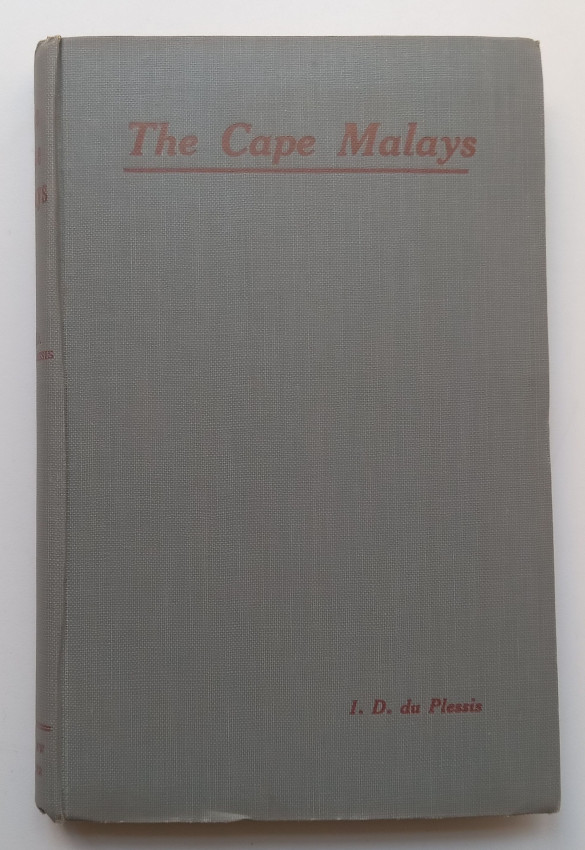 The Cape Malays
I. D. du Plessis